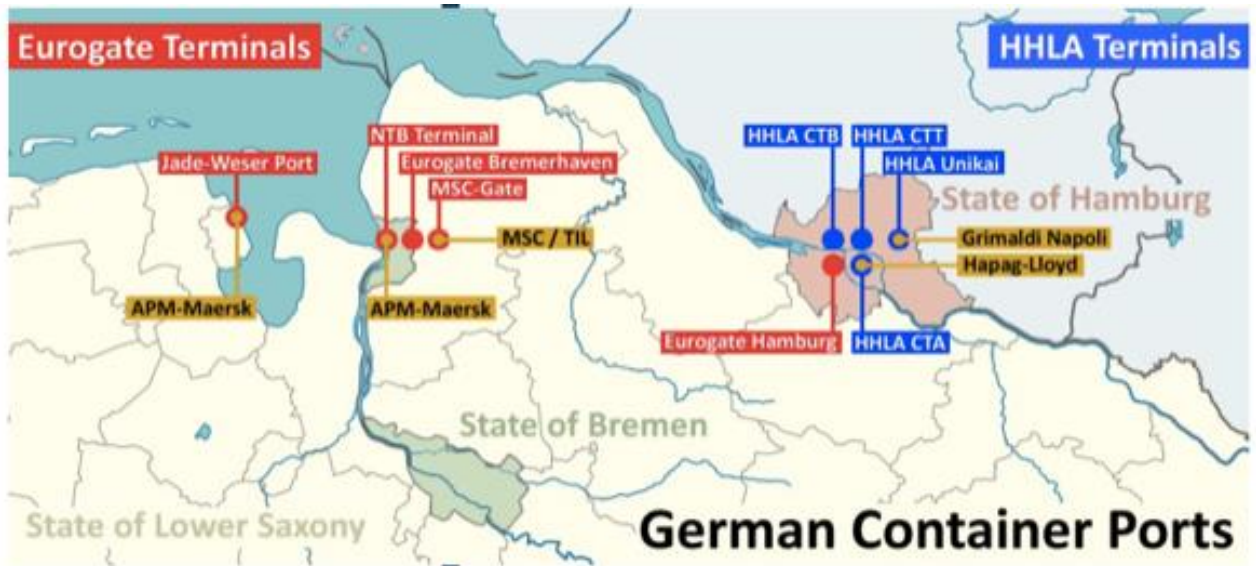 Eurogate Terminals
HHLA Terminals
NTB Terminal
HHLA CTB
HHLA CTT
Jade-Weser Port
Eurogate Bremerhaven
HHLA Unikai
MSC-Gate
State of Hamburg
MSC / TIL
Grimaldi Napoli
Hapag-Lloyd
APM-Maersk
APM-Maersk
Eurogate Hamburg
HHLA CTA
State of Bremen
State of Lower Saxony
German Container Ports